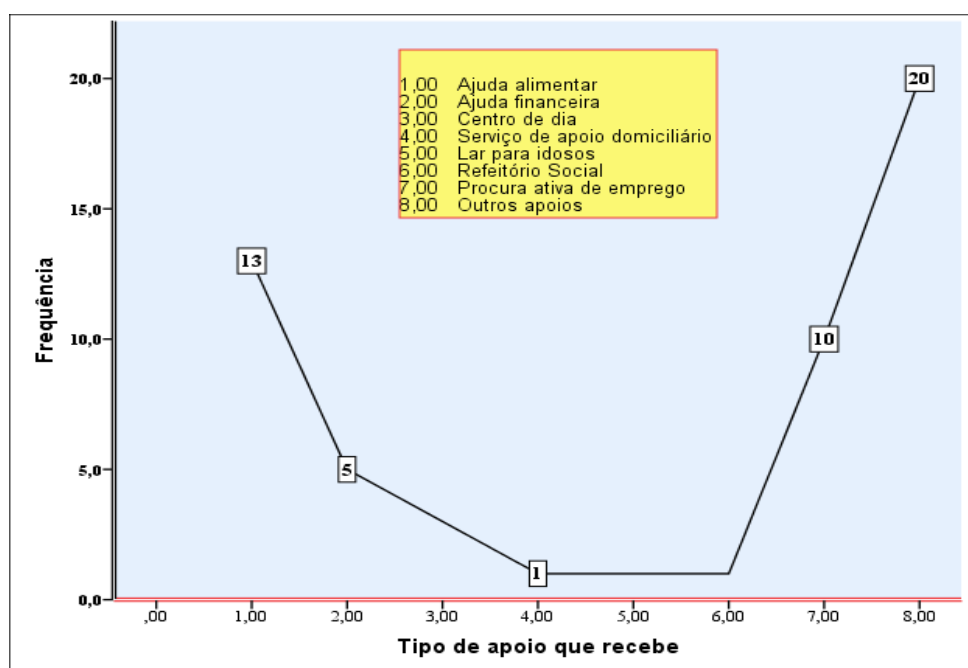 20,0
15,0
10,0
5,0
0,0
Frequência
1,00 Ajuda alimentar
2,00 Ajuda financeira
3,00 Centro de dia
4,00 Serviço de apoio domiciliário
5,00 Lar para idosos
6,00 Refeitório Social
7,00 Procura ativa de emprego
8,00 Outros apoios
13
5
1
10
20
,00 1,00 2,00 3,00 4,00 5,00 6,00 7,00 8,00
Tipo de apoio que recebe